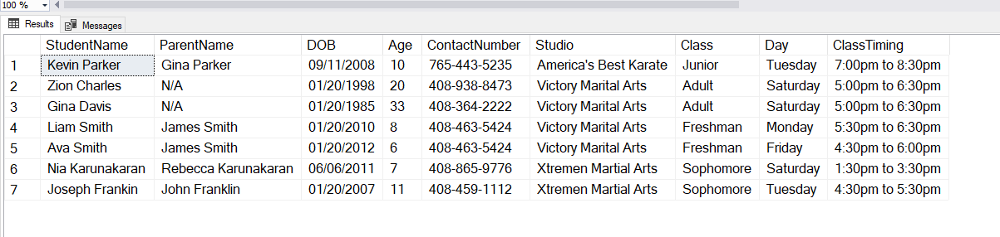 100 %
Results Messages
StudentName ParentName DOB Age ContactNumber Studio Class Day ClassTiming
1 Kevin Parker Gina Parker 09/11/2008 10 765-443-5235 America's Best Karate Junior Tuesday 7:00pm to 8:30pm
2 Zion Charles N/A 01/20/1998 20 408-938-8473 Victory Marital Arts Adult Saturday 5:00pm to 6:30pm
3 Gina Davis N/A 01/20/1985 33 408-364-2222 Victory Marital Arts Adult Saturday 5:00pm to 6:30pm
4 Liam Smith James Smith 01/20/2010 8 408-463-5424 Victory Marital Arts Freshman Monday 5:30pm to 6:30pm
5 Ava Smith James Smith 01/20/2012 6 408-463-5424 Victory Marital Arts Freshman Friday 4:30pm to 6:00pm
6 Nia Karunakaran Rebecca Karunakaran 06/06/2011 7 408-865-9776 Xtremen Martial Arts Sophomore Saturday 1:30pm to 3:30pm
7 Joseph Frankin John Franklin 01/20/2007 11 408-459-1112 Xtremen Martial Arts Sophomore Tuesday 4:30pm to 5:30pm